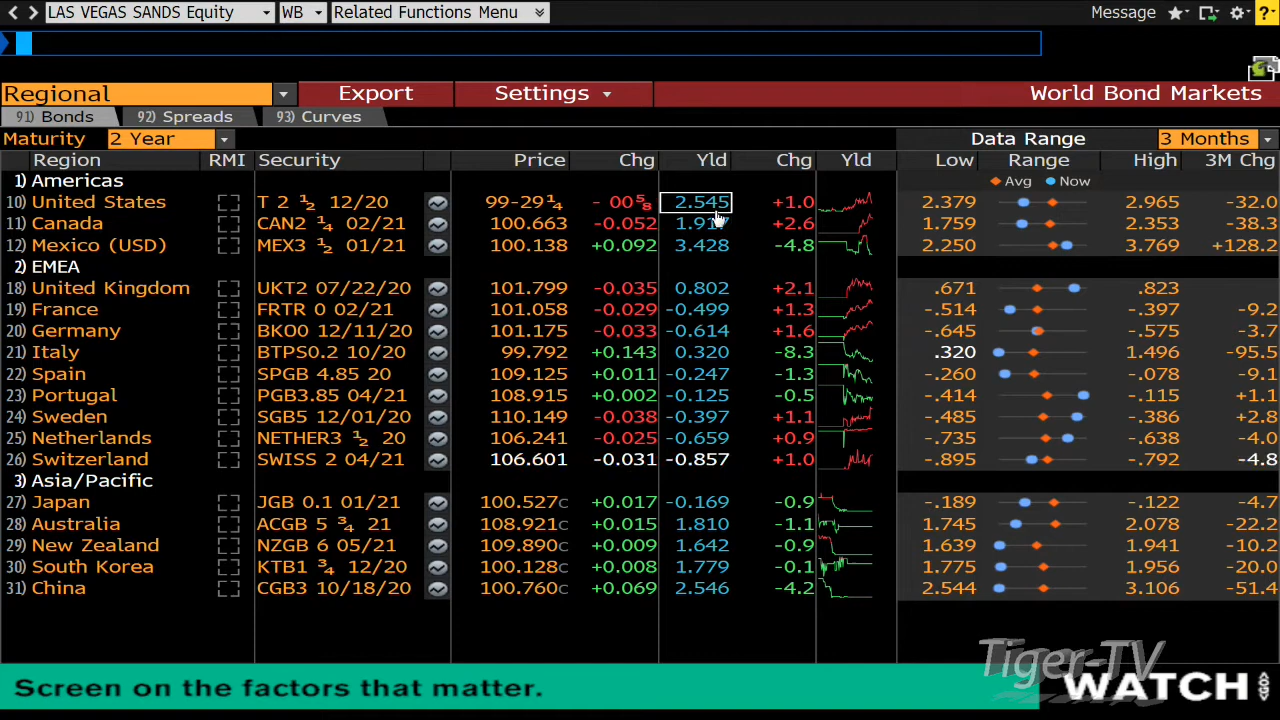 LAS VEGAS SANDS Equity WB Related Functions Menu Message
Regional Export Settings World Bond Markets
91) Bonds 92) Spreads 93) Curves
Maturity 2 Year Data Range 3 Months
Region RMI Security Price Chg Yld Chg Yld Low Range High 3M Chg
1) Americas Avg Now
10) United States T 2 ½ 12/20 99-29¼ - 00⅝ 2.545 +1.0 2.379 2.965 -32.0
11) Canada CAN2 ¼ 02/21 100.663 -0.052 +2.6 1.759 2.353 -38.3
12) Mexico (USD) MEX3 ½ 01/21 100.138 +0.092 3.428 -4.8 2.250 3.769 +128.2
2) EMEA
18) United Kingdom UKT2 07/22/20 101.799 -0.035 0.802 +2.1 .671 .823
19) France FRTR 0 02/21 101.058 -0.029 -0.499 +1.3 -.514 -.397 -9.2
20) Germany BKO0 12/11/20 101.175 -0.033 -0.614 +1.6 -.645 -.575 -3.7
21) Italy BTPS0.2 10/20 99.792 +0.143 0.320 -8.3 .320 1.496 -95.5
22) Spain SPGB 4.85 20 109.125 +0.011 -0.247 -1.3 -.260 -.078 -9.1
23) Portugal PGB3.85 04/21 108.915 +0.002 -0.125 -0.5 -.414 -.115 +1.1
24) Sweden SGB5 12/01/20 110.149 -0.038 -0.397 +1.1 -.485 -.386 +2.8
25) Netherlands NETHER3 ½ 20 106.241 -0.025 -0.659 +0.9 -.735 -.638 -4.0
26) Switzerland SWISS 2 04/21 106.601 -0.031 -0.857 +1.0 -.895 -.792 -4.8
3) Asia/Pacific
27) Japan JGB 0.1 01/21 100.527c +0.017 -0.169 -0.9 -.189 -.122 -4.7
28) Australia ACGB 5 ¾ 21 108.921c +0.015 1.810 -1.1 1.745 2.078 -22.2
29) New Zealand NZGB 6 05/21 109.890c +0.009 1.642 -0.9 1.639 1.941 -10.2
30) South Korea KTB1 ¾ 12/20 100.128c +0.008 1.779 -0.1 1.775 1.956 -20.0
31) China CGB3 10/18/20 100.760c +0.069 2.546 -4.2 2.544 3.106 -51.4
Tiger-TV
Screen on the factors that matter. WATCH